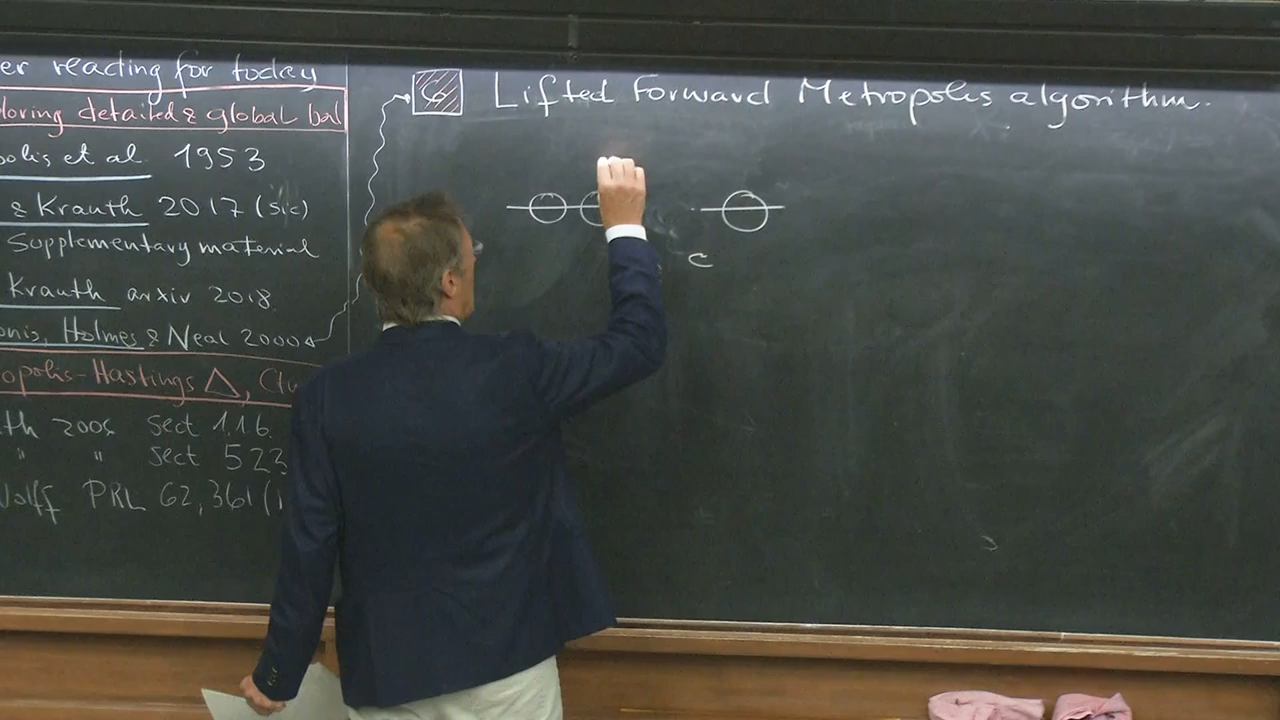 er reading for today
loring detailed & global bal
polis et al. 1953
& Krauth 2017 (sic)
Supplementary material
Krauth arxiv 2018
onis, Holmes & Neal 2000
opolis-Hastings △, Clu
th 2006 Sect 1.1.6
" " Sect 5.2.3
Wolff PRL 62, 361 (1
6 Lifted Forward Metropolis algorithm.
c